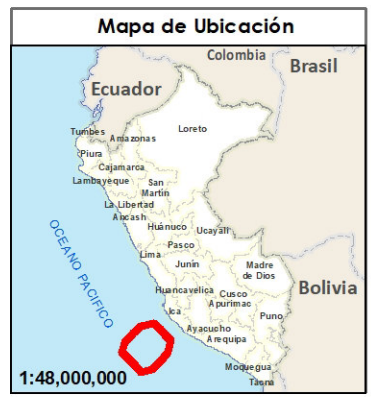 Mapa de Ubicación
Colombia
Brasil
Ecuador
Loreto
Tumbes
Amazonas
Piura
Cajamarca
Lambayeque
San
Martin
La Libertad
Ancash
Huànuco
Ucayali
OCEANO PACIFICO
Pasco
Lima
Junín
Madre
de Dios
Huancavelica
Cusco
Bolivia
Apurimac
Ica
Puno
Ayacucho
Arequipa
Moquegua
1:48,000,000
Tacna